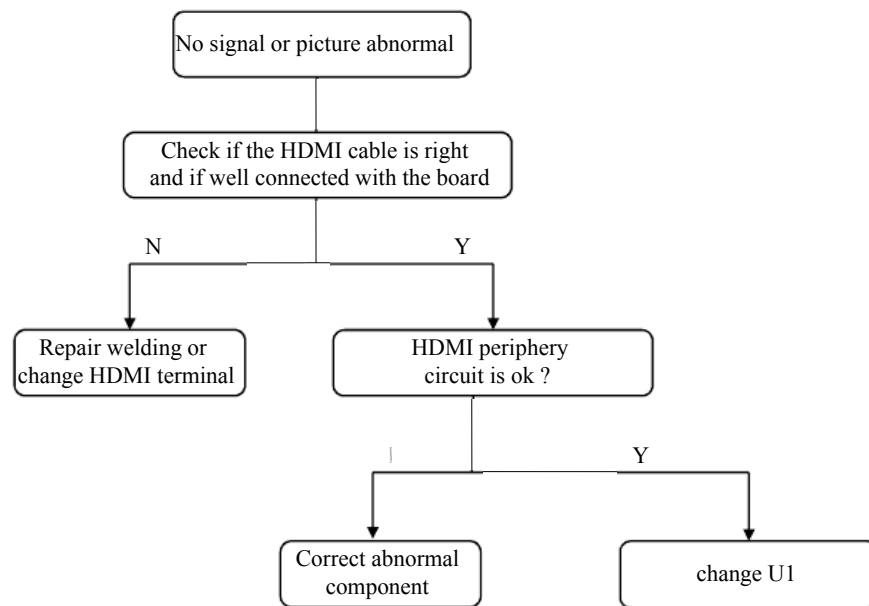 No signal or picture abnormal
Check if the HDMI cable is right
and if well connected with the board
N
Y
Repair welding or
change HDMI terminal
HDMI periphery
circuit is ok ?
Y
Correct abnormal
component
change U1